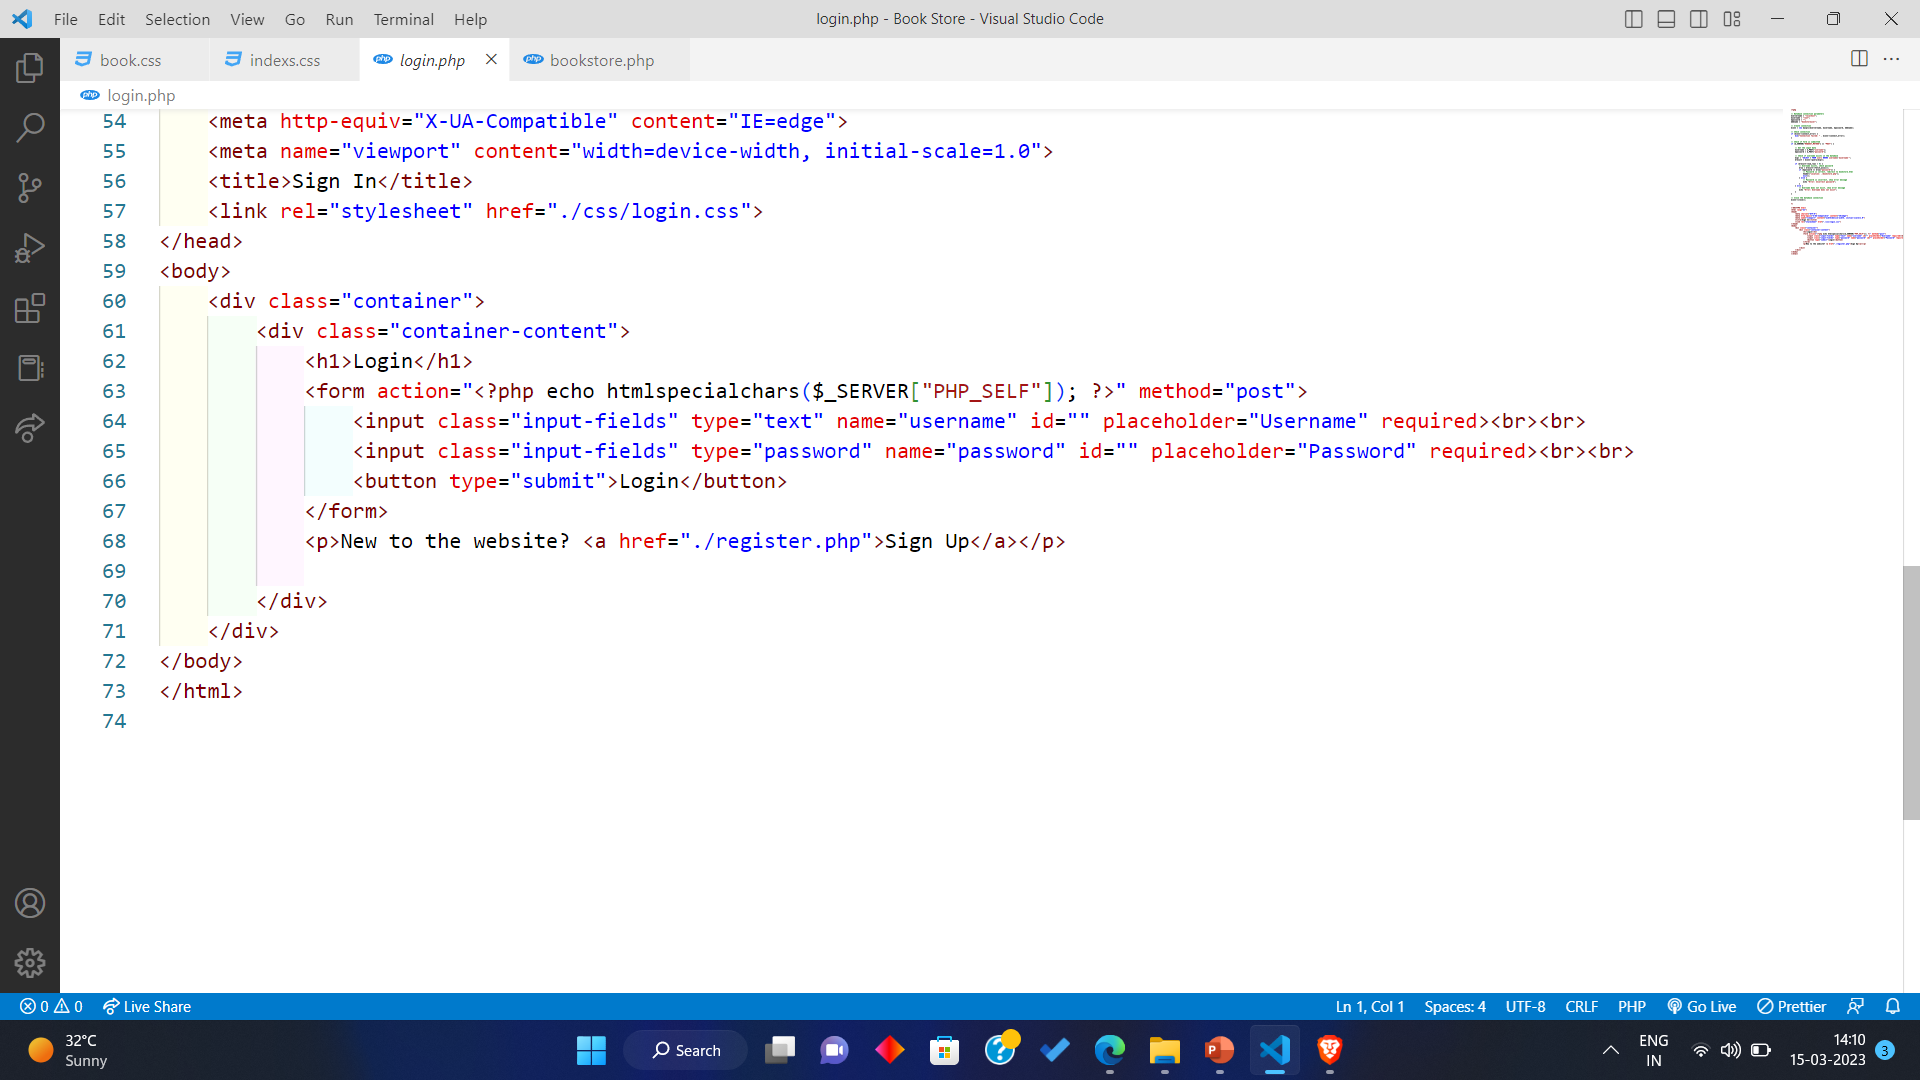 File Edit Selection View Go Run Terminal Help
login.php - Book Store - Visual Studio Code
book.css indexs.css login.php bookstore.php
login.php
54 <meta http-equiv="X-UA-Compatible" content="IE=edge">
55 <meta name="viewport" content="width=device-width, initial-scale=1.0">
56 <title>Sign In</title>
57 <link rel="stylesheet" href="./css/login.css">
58 </head>
59 <body>
60 <div class="container">
61 <div class="container-content">
62 <h1>Login</h1>
63 <form action="<?php echo htmlspecialchars($_SERVER["PHP_SELF"]); ?>" method="post">
64 <input class="input-fields" type="text" name="username" id="" placeholder="Username" required><br><br>
65 <input class="input-fields" type="password" name="password" id="" placeholder="Password" required><br><br>
66 <button type="submit">Login</button>
67 </form>
68 <p>New to the website? <a href="./register.php">Sign Up</a></p>
69
70 </div>
71 </div>
72 </body>
73 </html>
74
0 0 Live Share
Ln 1, Col 1 Spaces: 4 UTF-8 CRLF PHP Go Live Prettier
32°C
Sunny
Search
ENG
IN
14:10
15-03-2023
3